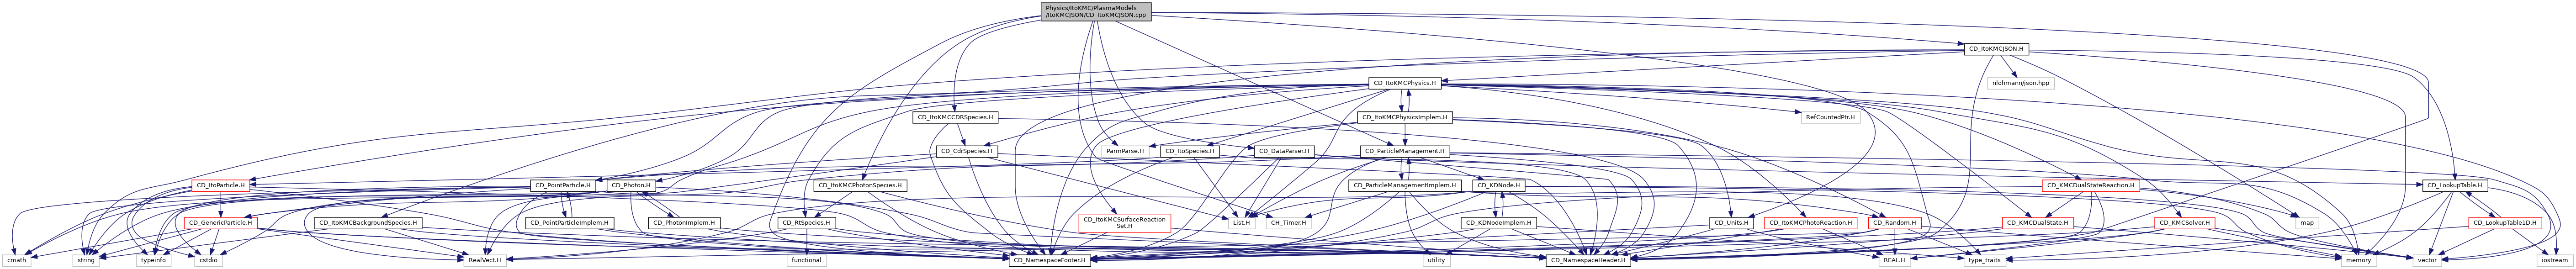 Physics/ItoKMC/PlasmaModels
/ItoKMCJSON/CD_ItoKMCJSON.cpp
CD_ItoKMCJSON.H
CD_ItoKMCPhysics.H
nlohmann/json.hpp
CD_ItoKMCCDRSpecies.H
CD_ItoKMCPhysicsImplem.H
RefCountedPtr.H
CD_CdrSpecies.H
ParmParse.H
CD_ItoSpecies.H
CD_DataParser.H
CD_ParticleManagement.H
CD_ItoParticle.H
CD_PointParticle.H
CD_Photon.H
CD_ItoKMCPhotonSpecies.H
CD_ParticleManagementImplem.H
CD_KDNode.H
CD_KMCDualStateReaction.H
CD_LookupTable.H
CD_GenericParticle.H
CD_ItoKMCBackgroundSpecies.H
CD_PointParticleImplem.H
CD_PhotonImplem.H
CD_RtSpecies.H
CD_ItoKMCSurfaceReaction
Set.H
List.H
CH_Timer.H
CD_KDNodeImplem.H
CD_Units.H
CD_ItoKMCPhotoReaction.H
CD_Random.H
CD_KMCDualState.H
CD_KMCSolver.H
map
CD_LookupTable1D.H
cmath
string
typeinfo
cstdio
RealVect.H
functional
CD_NamespaceFooter.H
utility
CD_NamespaceHeader.H
REAL.H
type_traits
memory
vector
iostream